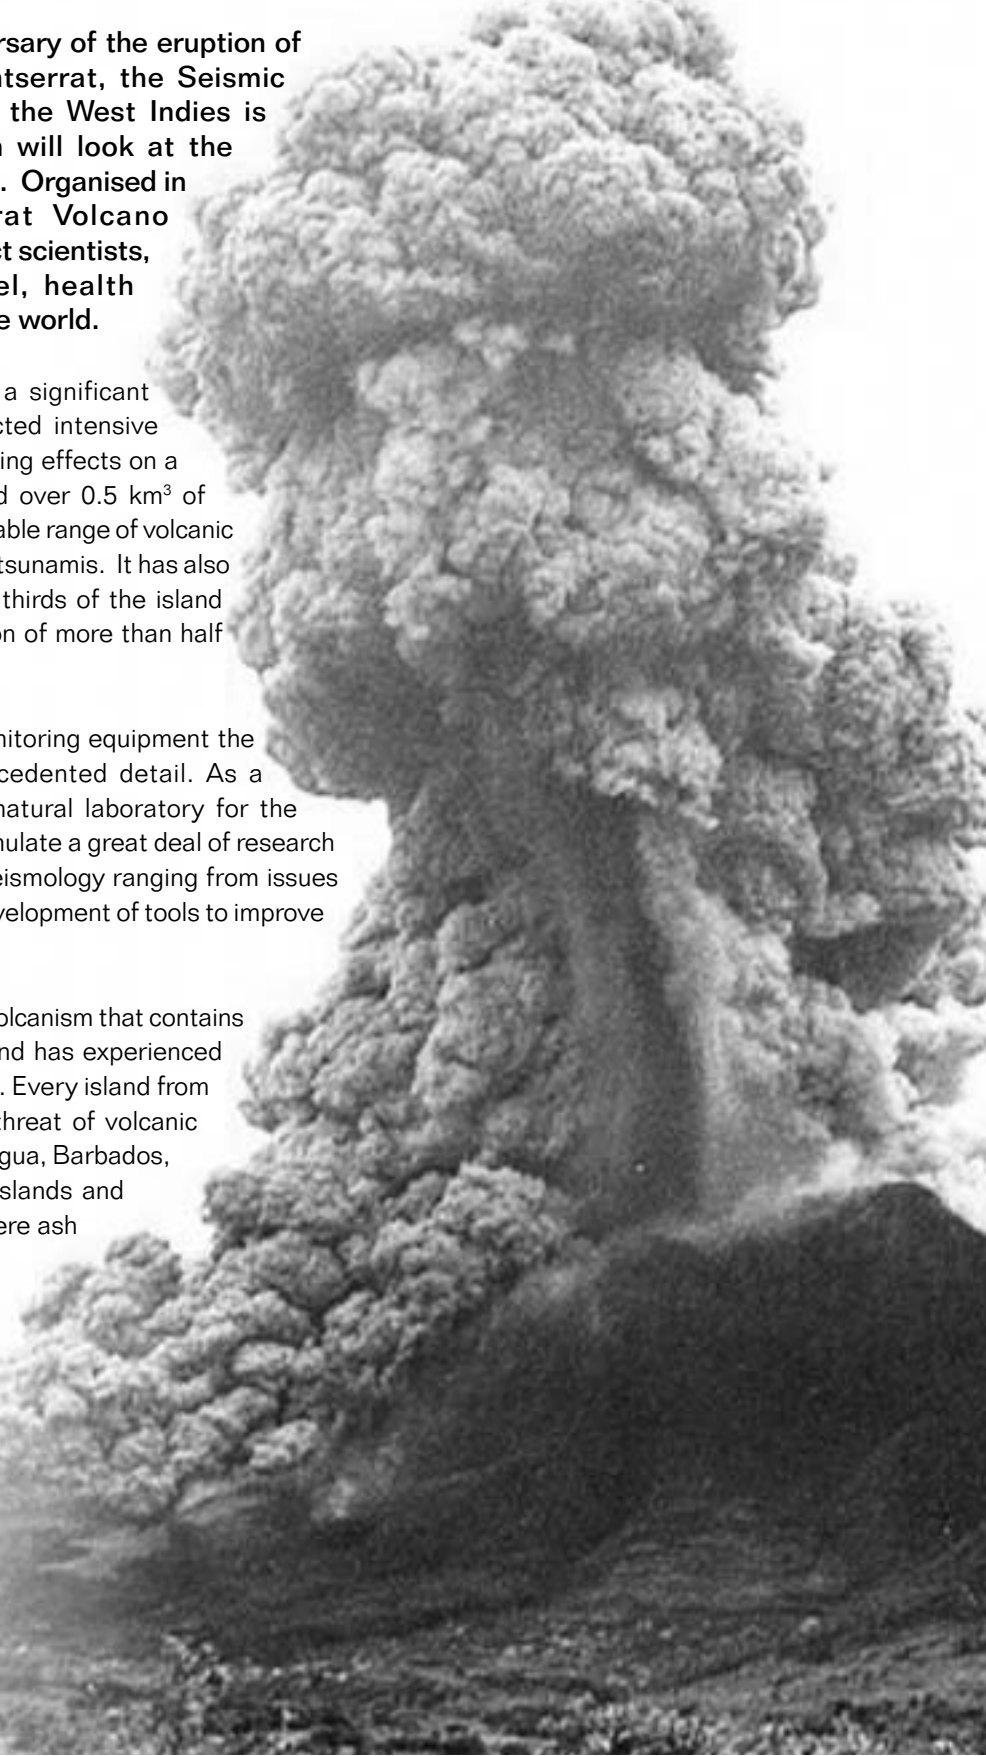 rsary of the eruption of
ntserrat, the Seismic
the West Indies is
will look at the
. Organised in
rat Volcano
ct scientists,
el, health
e world.
a significant
cted intensive
ing effects on a
d over 0.5 km³ of
able range of volcanic
tsunamis. It has also
thirds of the island
on of more than half
nitoring equipment the
cedented detail. As a
natural laboratory for the
nulate a great deal of research
eismology ranging from issues
velopment of tools to improve
olcanism that contains
nd has experienced
. Every island from
threat of volcanic
gua, Barbados,
slands and
ere ash